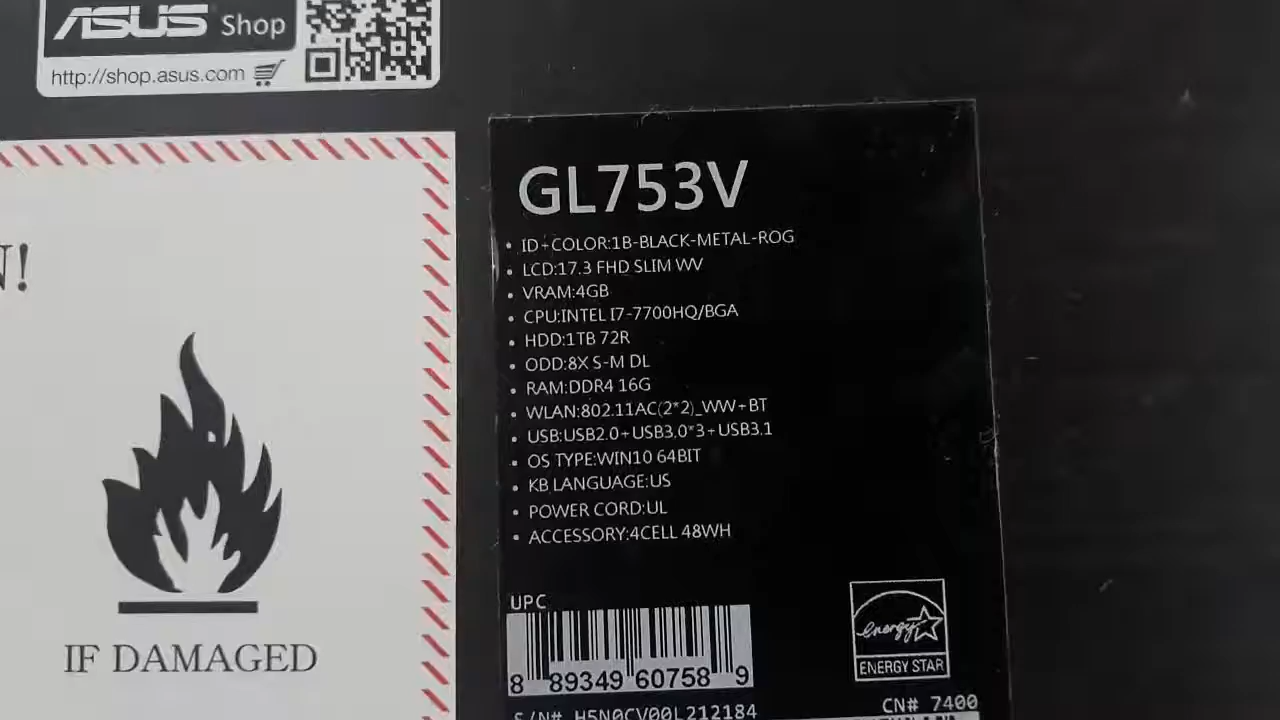 ASUS Shop
http://shop.asus.com
N!
IF DAMAGED
GL753V
• ID+COLOR:1B-BLACK-METAL-ROG
• LCD:17.3 FHD SLIM WV
• VRAM:4GB
• CPU:INTEL I7-7700HQ/BGA
• HDD:1TB 72R
• ODD:8X S-M DL
• RAM:DDR4 16G
• WLAN:802.11AC(2*2)_WW+BT
• USB:USB2.0+USB3.0*3+USB3.1
• OS TYPE:WIN10 64BIT
• KB LANGUAGE:US
• POWER CORD:UL
• ACCESSORY:4CELL 48WH
UPC
8 89349 60758 9
energy
ENERGY STAR
CN# 7400
S/N# H5N0CV00L212184